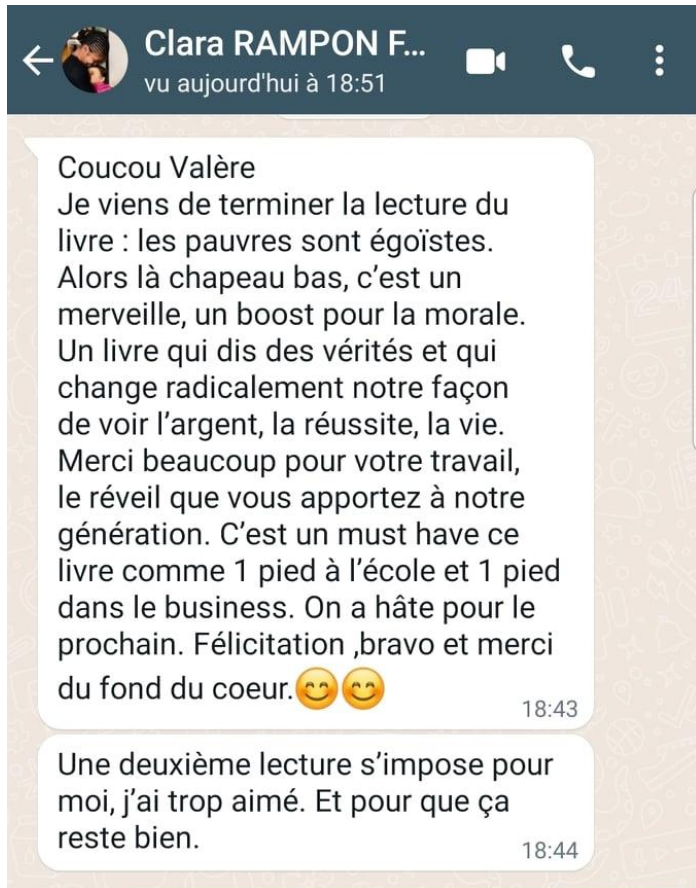 Clara RAMPON F...
vu aujourd'hui à 18:51
Coucou Valère
Je viens de terminer la lecture du
livre : les pauvres sont égoïstes.
Alors là chapeau bas, c’est un
merveille, un boost pour la morale.
Un livre qui dis des vérités et qui
change radicalement notre façon
de voir l’argent, la réussite, la vie.
Merci beaucoup pour votre travail,
le réveil que vous apportez à notre
génération. C’est un must have ce
livre comme 1 pied à l’école et 1 pied
dans le business. On a hâte pour le
prochain. Félicitation ,bravo et merci
du fond du coeur.😊😊
18:43
Une deuxième lecture s’impose pour
moi, j’ai trop aimé. Et pour que ça
reste bien.
18:44